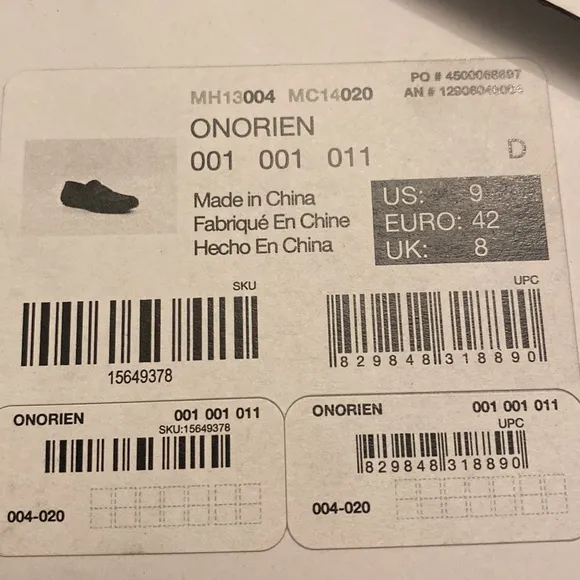 PO # 4500068697
MH13004 MC14020
AN #
ONORIEN
001 001 011
D
Made in China
Fabriqué En Chine
Hecho En China
US: 9
EURO: 42
UK: 8
SKU
15649378
UPC
829848318890
ONORIEN 001 001 011
SKU:15649378
004-020
ONORIEN 001 001 011
UPC
829848318890
004-020